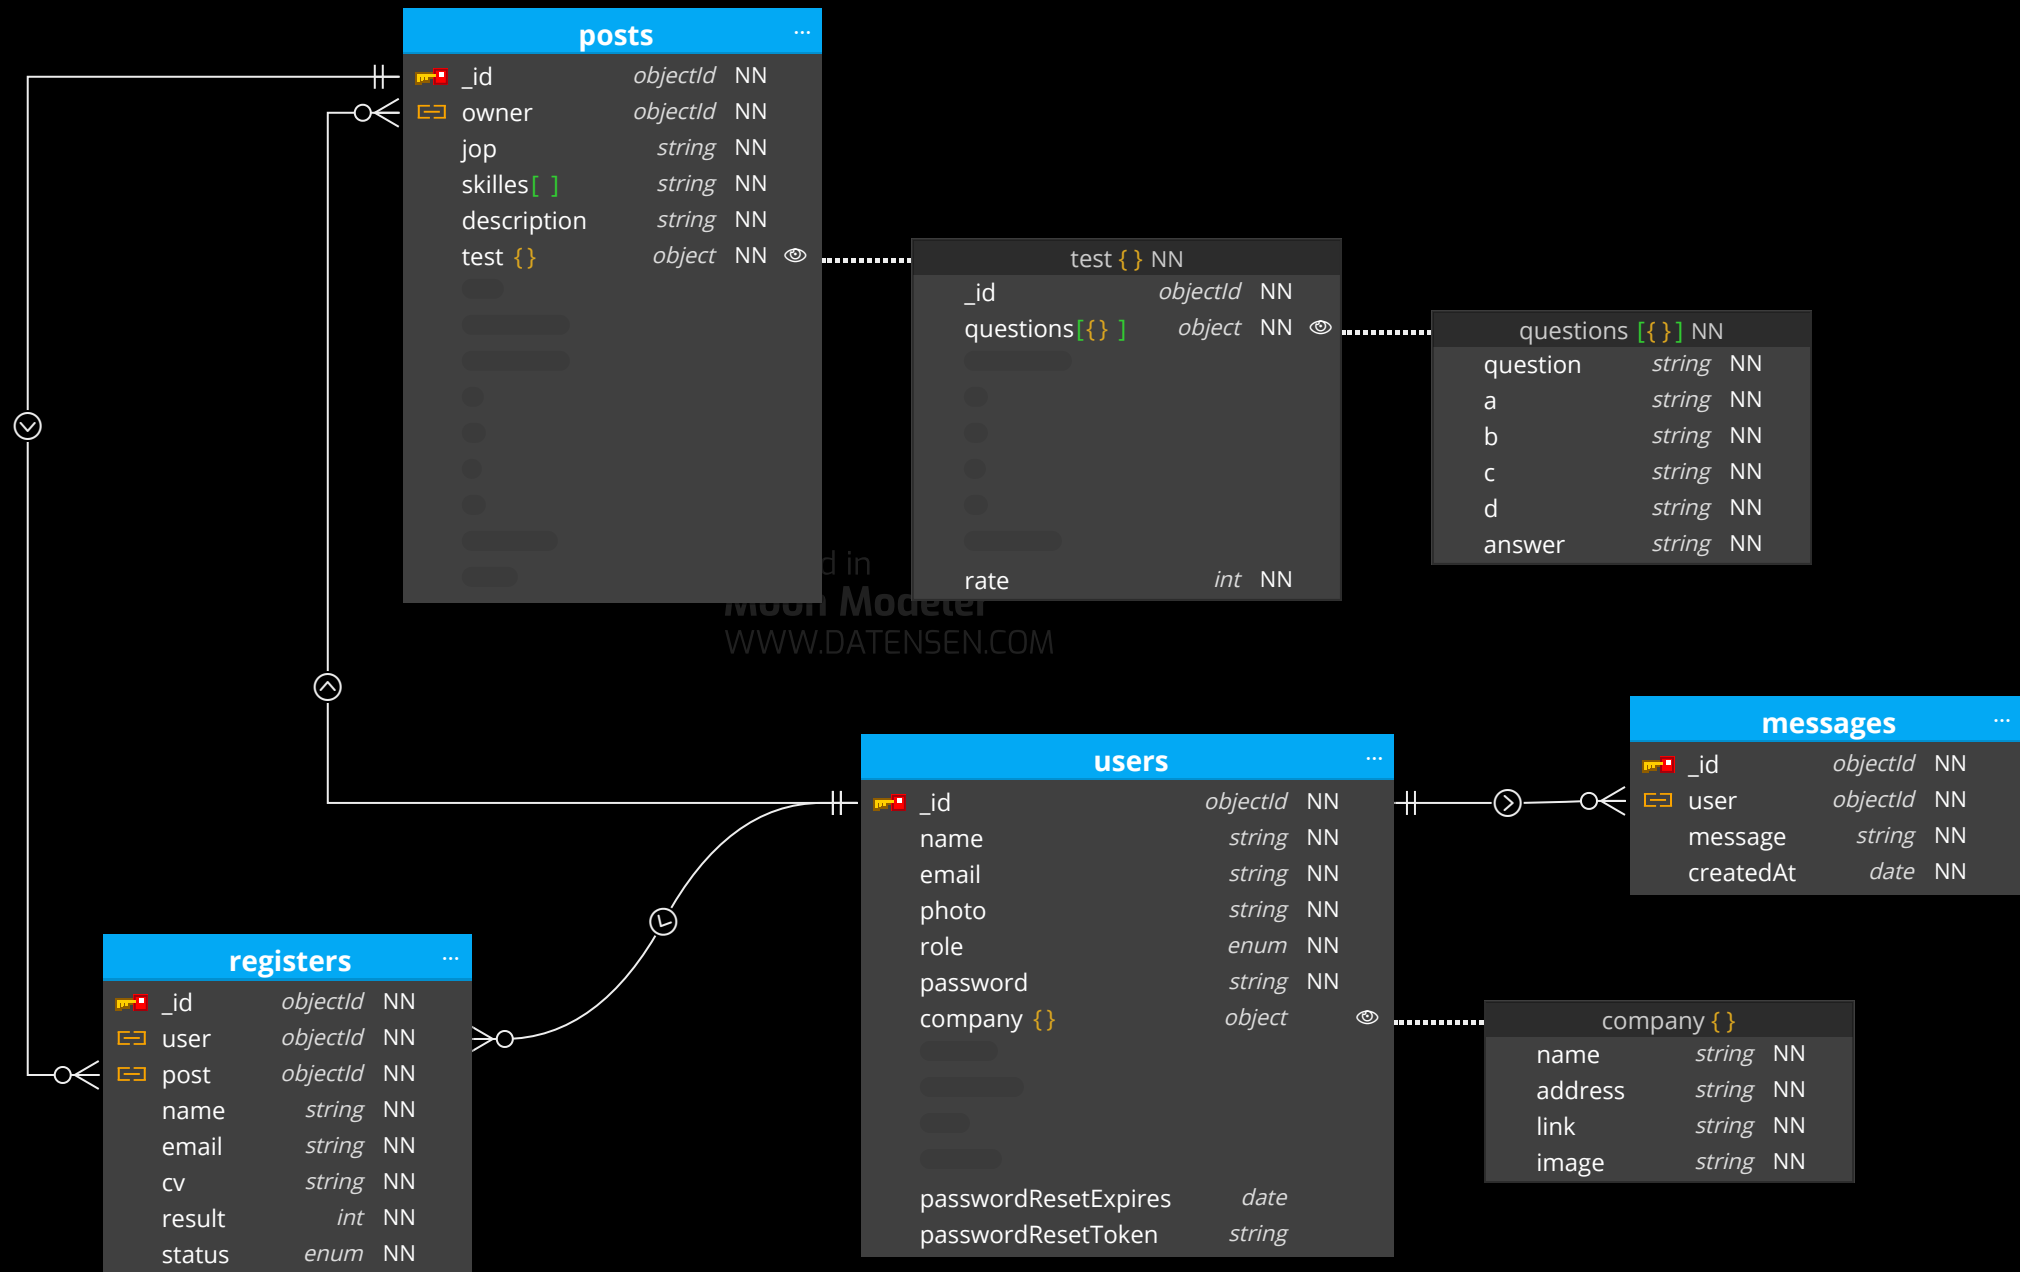 posts ...
_id objectId NN
owner objectId NN
jop string NN
skilles[ ] string NN
description string NN
test {} object NN
test { } NN
_id objectId NN
questions[{} ] object NN
rate int NN
questions [{ }] NN
question string NN
a string NN
b string NN
c string NN
d string NN
answer string NN
d in
Moon Modeler
WWW.DATENSEN.COM
users ...
_id objectId NN
name string NN
email string NN
photo string NN
role enum NN
password string NN
company {} object
passwordResetExpires date
passwordResetToken string
messages ...
_id objectId NN
user objectId NN
message string NN
createdAt date NN
company { }
name string NN
address string NN
link string NN
image string NN
registers ...
_id objectId NN
user objectId NN
post objectId NN
name string NN
email string NN
cv string NN
result int NN
status enum NN